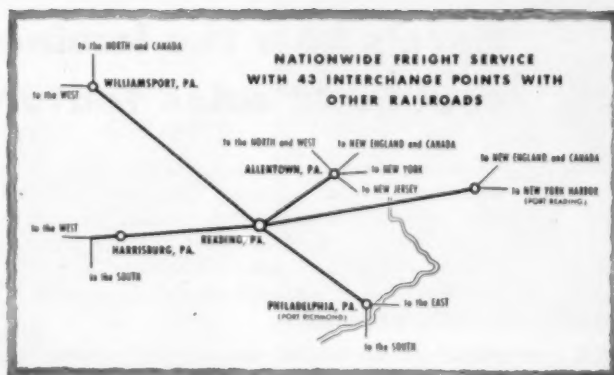 to the NORTH and CANADA
NATIONWIDE FREIGHT SERVICE
WITH 43 INTERCHANGE POINTS WITH
OTHER RAILROADS
WILLIAMSPORT, PA.
to the WEST
to the NORTH and WEST
to NEW ENGLAND and CANADA
ALLENTOWN, PA.
to NEW YORK
to NEW JERSEY
to NEW ENGLAND and CANADA
to NEW YORK HARBOR
(PORT READING)
to the WEST
HARRISBURG, PA.
READING, PA.
to the SOUTH
PHILADELPHIA, PA.
(PORT RICHMOND)
to the EAST
to the SOUTH